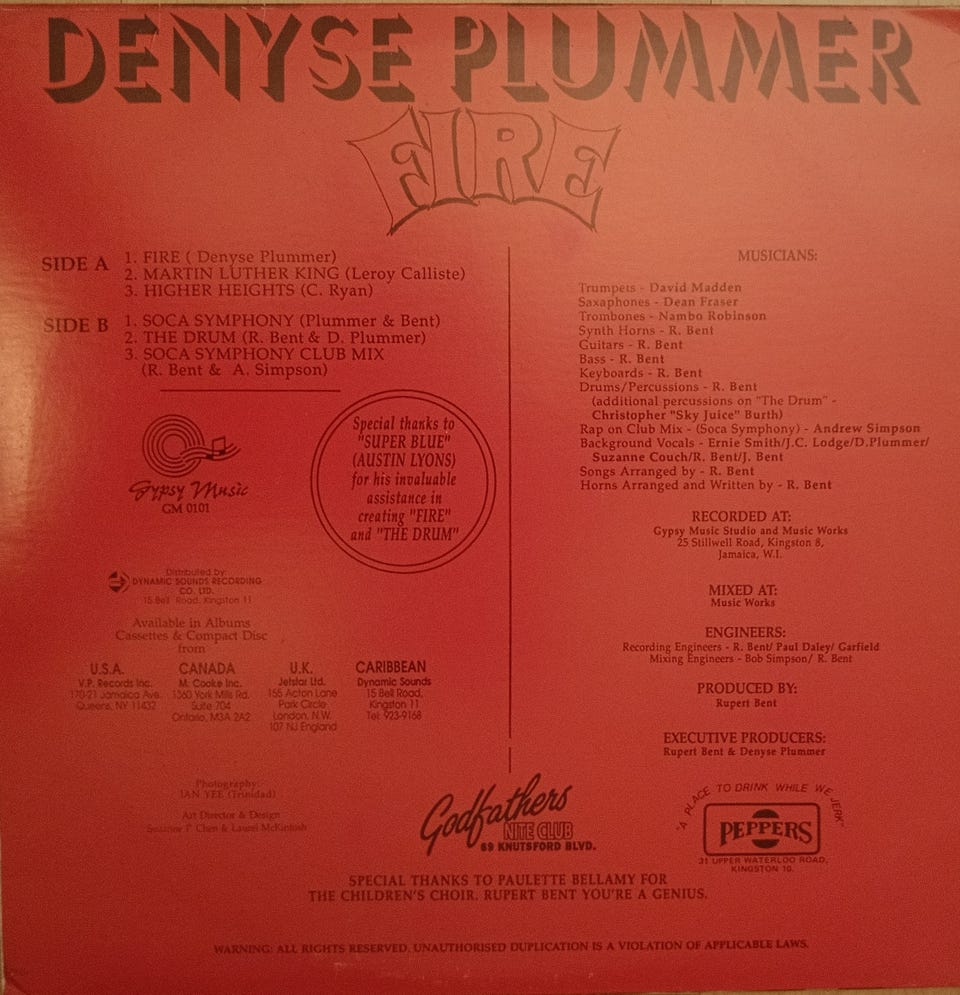 DENYSE PLUMMER
FIRE
SIDE A
1. FIRE ( Denyse Plummer)
2. MARTIN LUTHER KING (Leroy Calliste)
3. HIGHER HEIGHTS (C. Ryan)
SIDE B
1. SOCA SYMPHONY (Plummer & Bent)
2. THE DRUM (R. Bent & D. Plummer)
3. SOCA SYMPHONY CLUB MIX
(R. Bent & A. Simpson)
Gypsy Music
GM 0101
Special thanks to
"SUPER BLUE"
(AUSTIN LYONS)
for his invaluable
assistance in
creating "FIRE"
and "THE DRUM"
Distributed by:
DYNAMIC SOUNDS RECORDING
CO. LTD.
15 Bell Road, Kingston 11
Available in Albums
Cassettes & Compact Disc
from
U.S.A.
V.P. Records Inc.
170-21 Jamaica Ave.
Queens, NY 11432
CANADA
M. Cooke Inc.
1360 York Mills Rd.
Suite 704
Ontario, M3A 2A2
U.K.
Jetstar Ltd.
155 Acton Lane
Park Circle
London, N.W.
107 NJ England
CARIBBEAN
Dynamic Sounds
15 Bell Road,
Kingston 11
Tel: 923-9168
Photography:
IAN YEE (Trinidad)
Art Director & Design
Suzanne P. Chen & Laurel McKintosh
MUSICIANS:
Trumpets - David Madden
Saxaphones - Dean Fraser
Trombones - Nambo Robinson
Synth Horns - R. Bent
Guitars - R. Bent
Bass - R. Bent
Keyboards - R. Bent
Drums/Percussions - R. Bent
(additional percussions on "The Drum" -
Christopher "Sky Juice" Burth)
Rap on Club Mix - (Soca Symphony) - Andrew Simpson
Background Vocals - Ernie Smith/J.C. Lodge/D.Plummer/
Suzanne Couch/R. Bent/J. Bent
Songs Arranged by - R. Bent
Horns Arranged and Written by - R. Bent
RECORDED AT:
Gypsy Music Studio and Music Works
25 Stillwell Road, Kingston 8,
Jamaica, W.I.
MIXED AT:
Music Works
ENGINEERS:
Recording Engineers - R. Bent/ Paul Daley/ Garfield
Mixing Engineers - Bob Simpson/ R. Bent
PRODUCED BY:
Rupert Bent
EXECUTIVE PRODUCERS:
Rupert Bent & Denyse Plummer
Godfathers
NITE CLUB
69 KNUTSFORD BLVD.
"A PLACE TO DRINK WHILE WE JERK"
PEPPERS
31 UPPER WATERLOO ROAD,
KINGSTON 10.
SPECIAL THANKS TO PAULETTE BELLAMY FOR
THE CHILDREN'S CHOIR. RUPERT BENT YOU'RE A GENIUS.
WARNING: ALL RIGHTS RESERVED. UNAUTHORISED DUPLICATION IS A VIOLATION OF APPLICABLE LAWS.